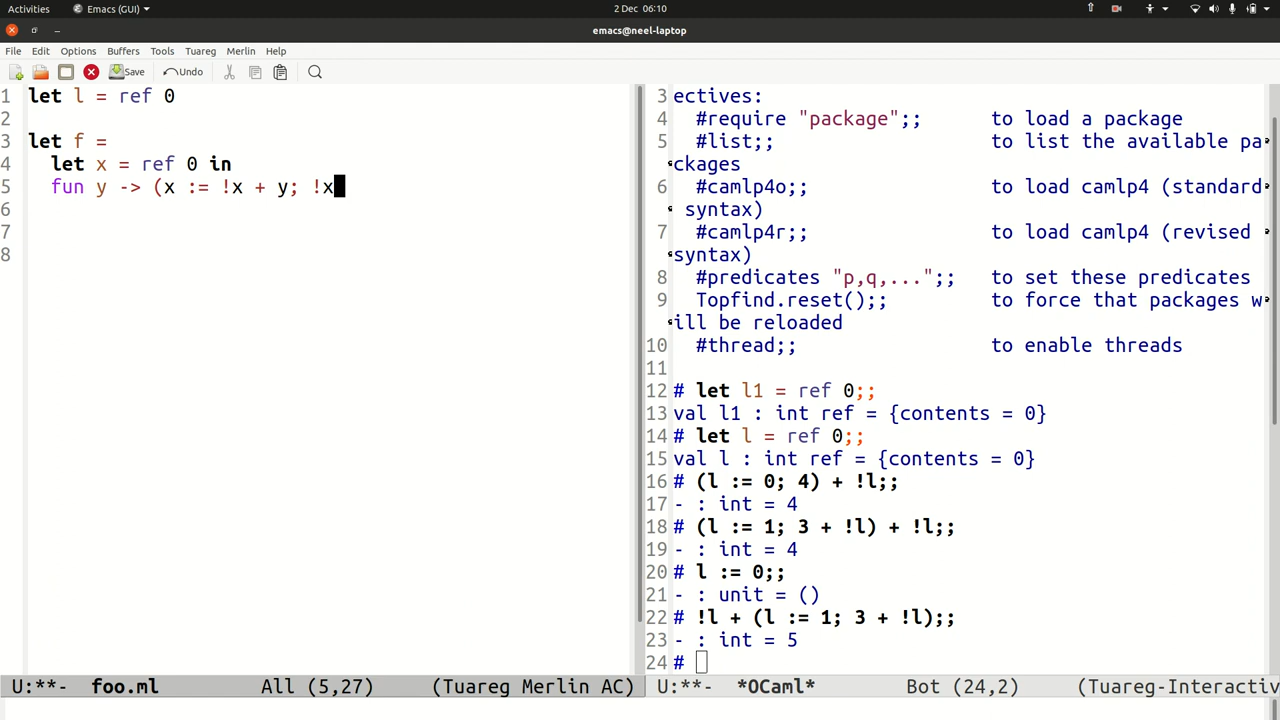 Activities Emacs (GUI) 2 Dec 06:10
emacs@neel-laptop
File Edit Options Buffers Tools Tuareg Merlin Help
Save Undo
1 let l = ref 0
2
3 let f =
4 let x = ref 0 in
5 fun y -> (x := !x + y; !x
6
7
8
3 ectives:
4 #require "package";; to load a package
5 #list;; to list the available pa
ckages
6 #camlp4o;; to load camlp4 (standard
syntax)
7 #camlp4r;; to load camlp4 (revised
syntax)
8 #predicates "p,q,...";; to set these predicates
9 Topfind.reset();; to force that packages w
ill be reloaded
10 #thread;; to enable threads
11
12 # let l1 = ref 0;;
13 val l1 : int ref = {contents = 0}
14 # let l = ref 0;;
15 val l : int ref = {contents = 0}
16 # (l := 0; 4) + !l;;
17 - : int = 4
18 # (l := 1; 3 + !l) + !l;;
19 - : int = 4
20 # l := 0;;
21 - : unit = ()
22 # !l + (l := 1; 3 + !l);;
23 - : int = 5
24 #
U:**- foo.ml All (5,27) (Tuareg Merlin AC)
U:**- *OCaml* Bot (24,2) (Tuareg-Interactiv